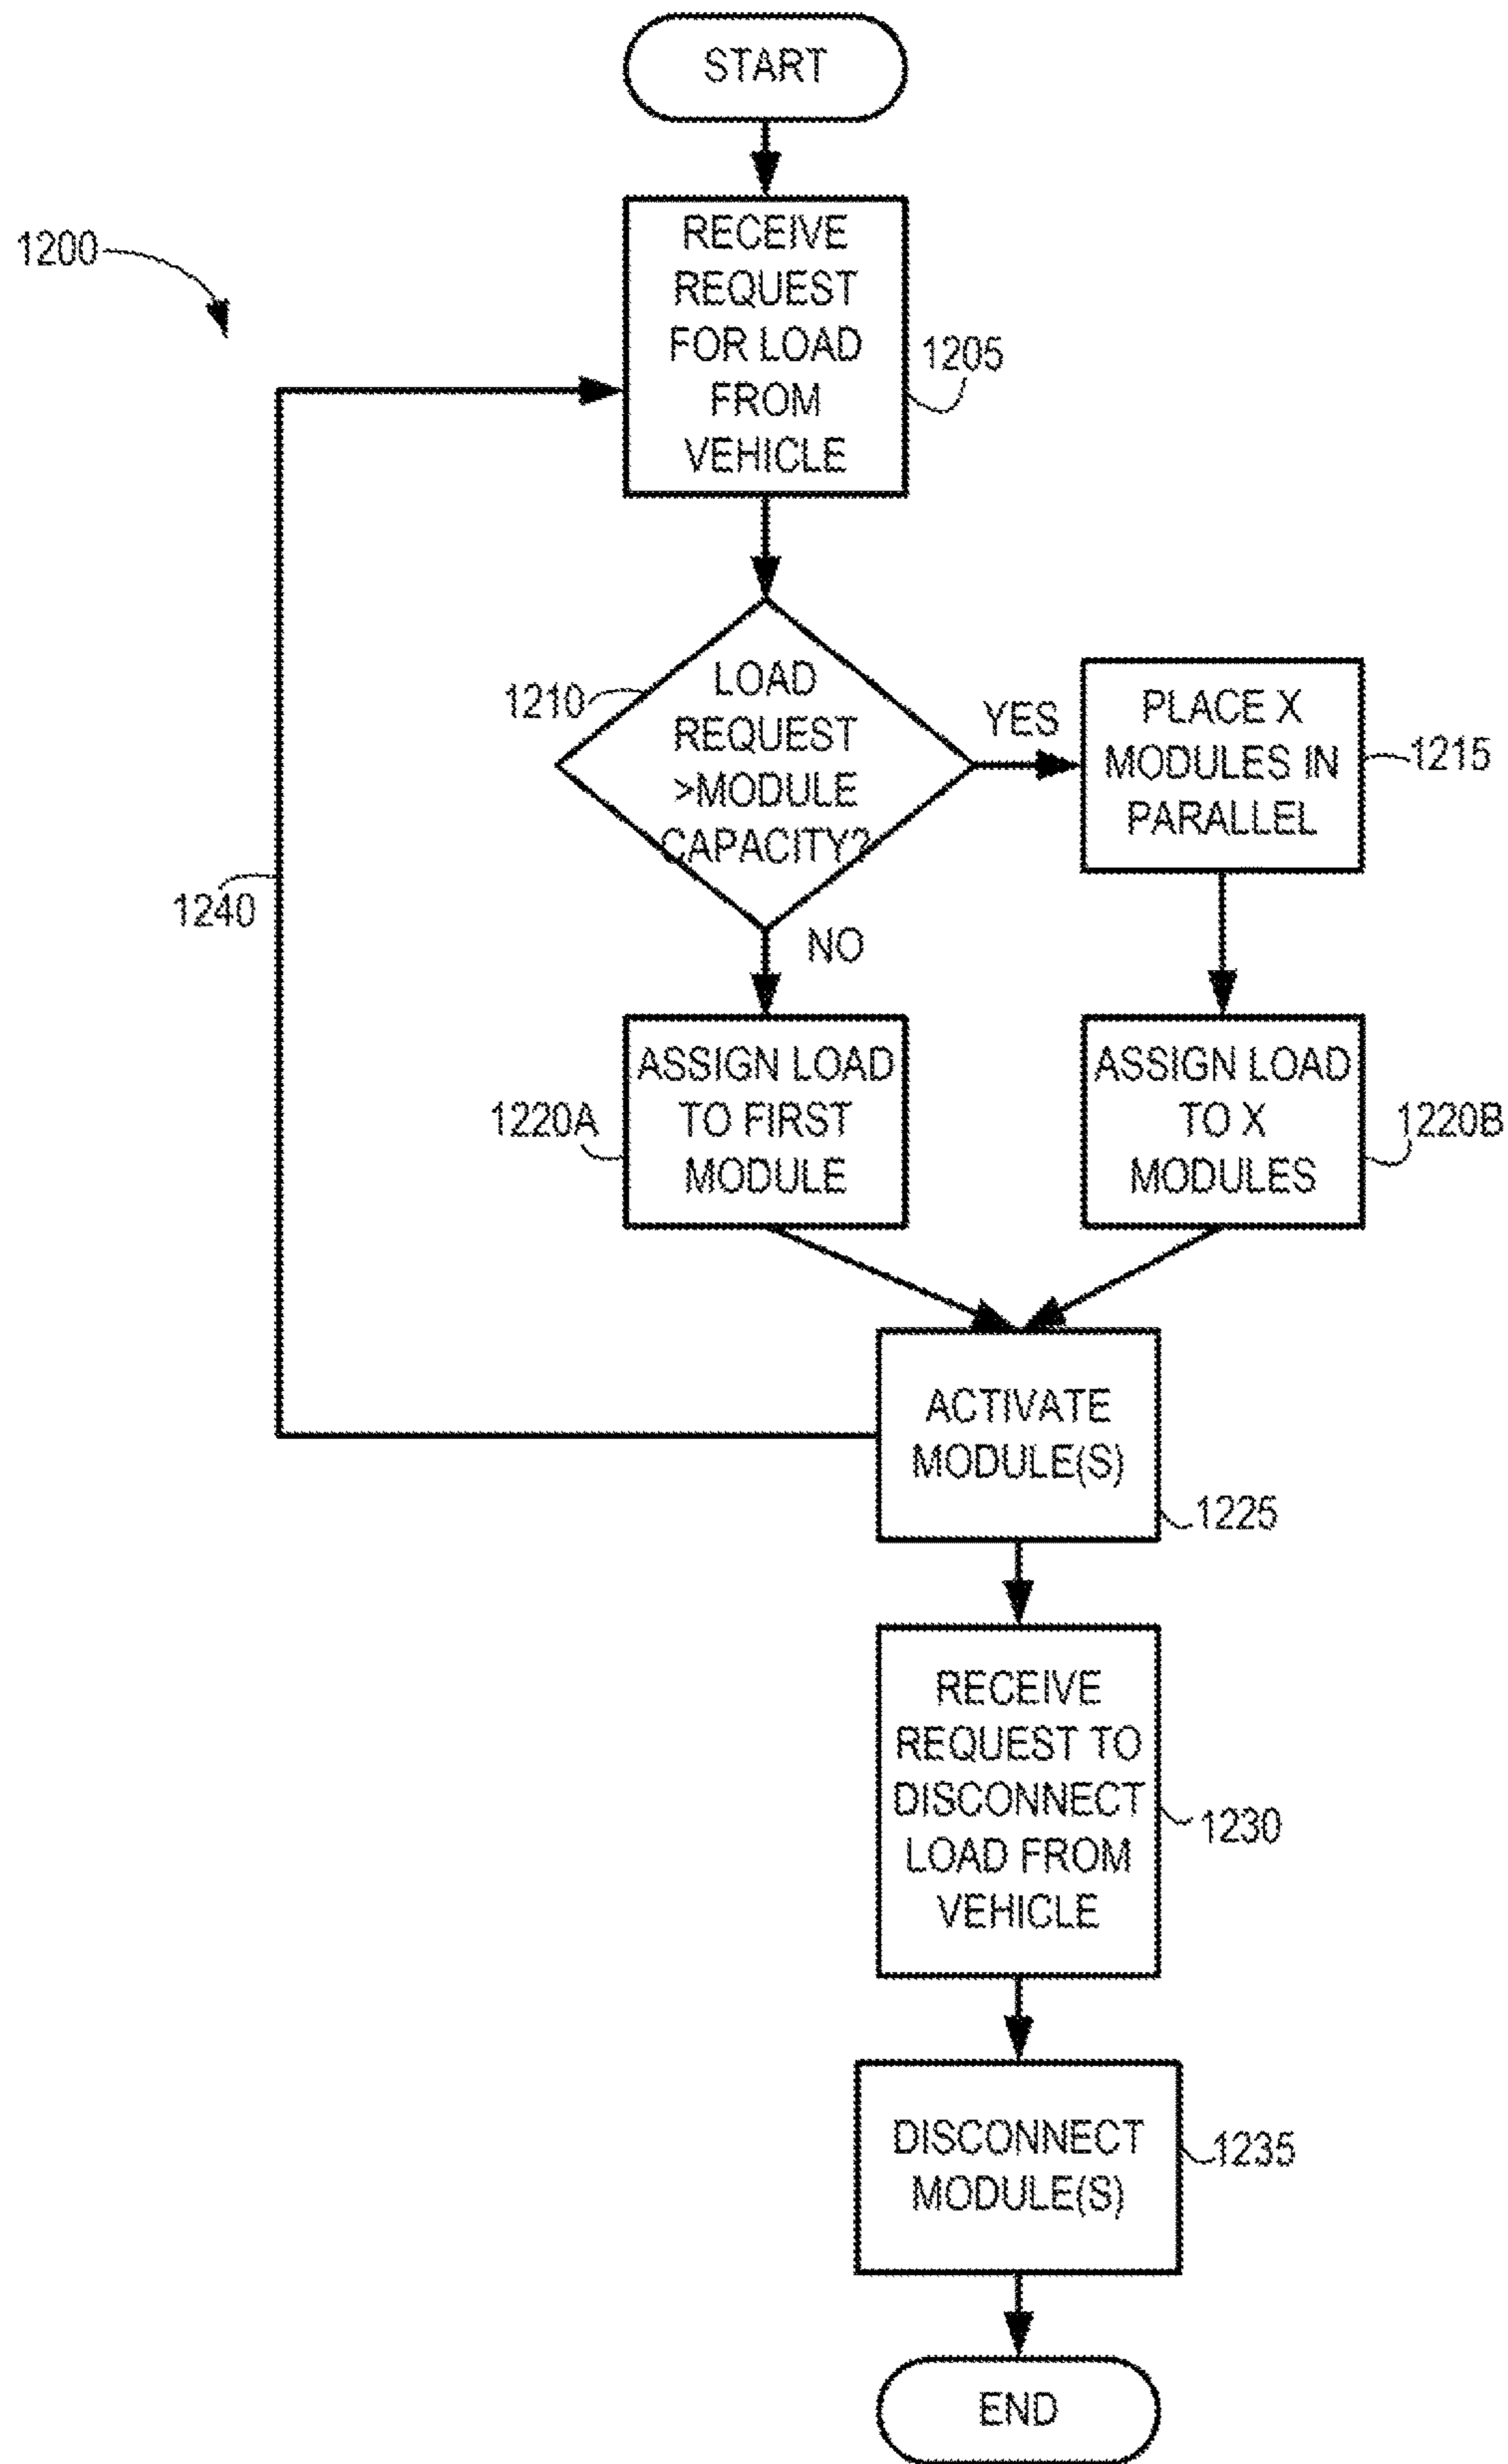 START
1200
RECEIVE
REQUEST
FOR LOAD
FROM
VEHICLE
1205
1210
LOAD
REQUEST
>MODULE
CAPACITY?
YES
PLACE X
MODULES IN
PARALLEL
1215
1240
NO
ASSIGN LOAD
TO FIRST
MODULE
1220A
ASSIGN LOAD
TO X
MODULES
1220B
ACTIVATE
MODULE(S)
1225
RECEIVE
REQUEST TO
DISCONNECT
LOAD FROM
VEHICLE
1230
DISCONNECT
MODULE(S)
1235
END